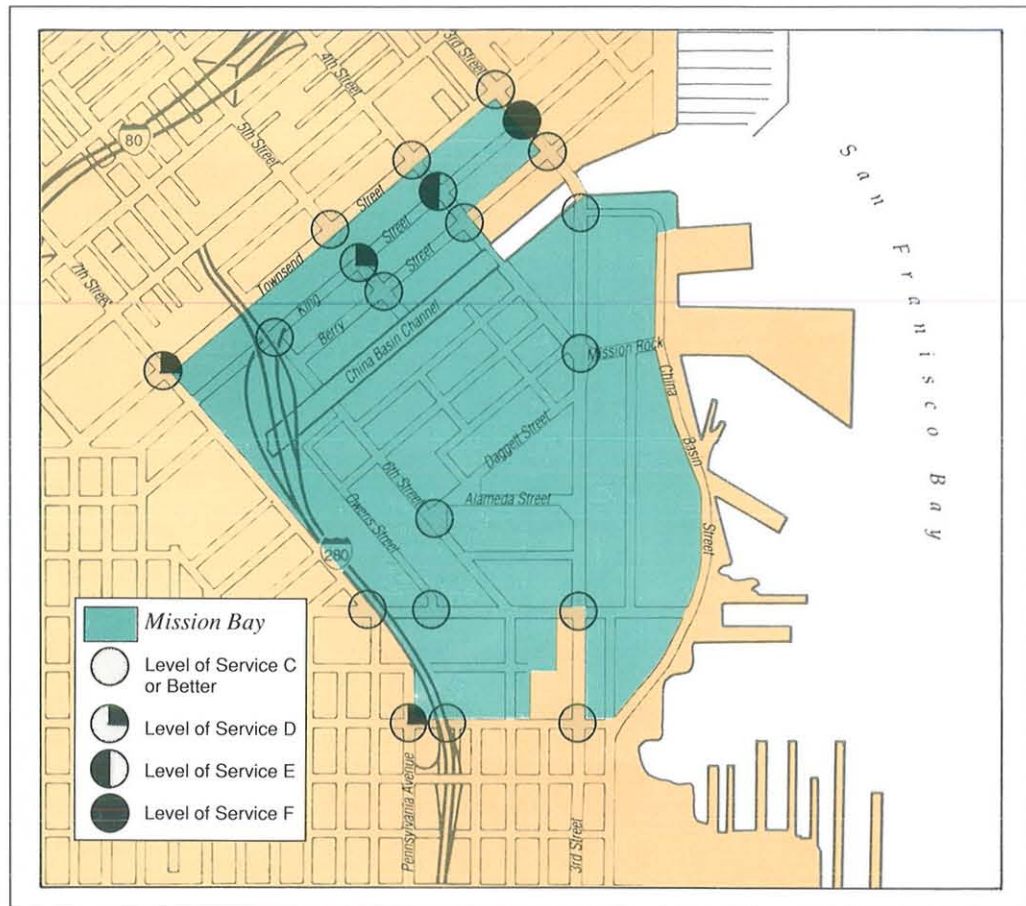 3rd Street
4th Street
5th Street
7th Street
80
Townsend Street
King Street
Berry Street
China Basin Channel
Mission Rock
China Basin Street
Daggett Street
6th Street
Alameda Street
Owens Street
280
Pennsylvania Avenue
3rd Street
San Franisco Bay
Mission Bay
Level of Service C
or Better
Level of Service D
Level of Service E
Level of Service F